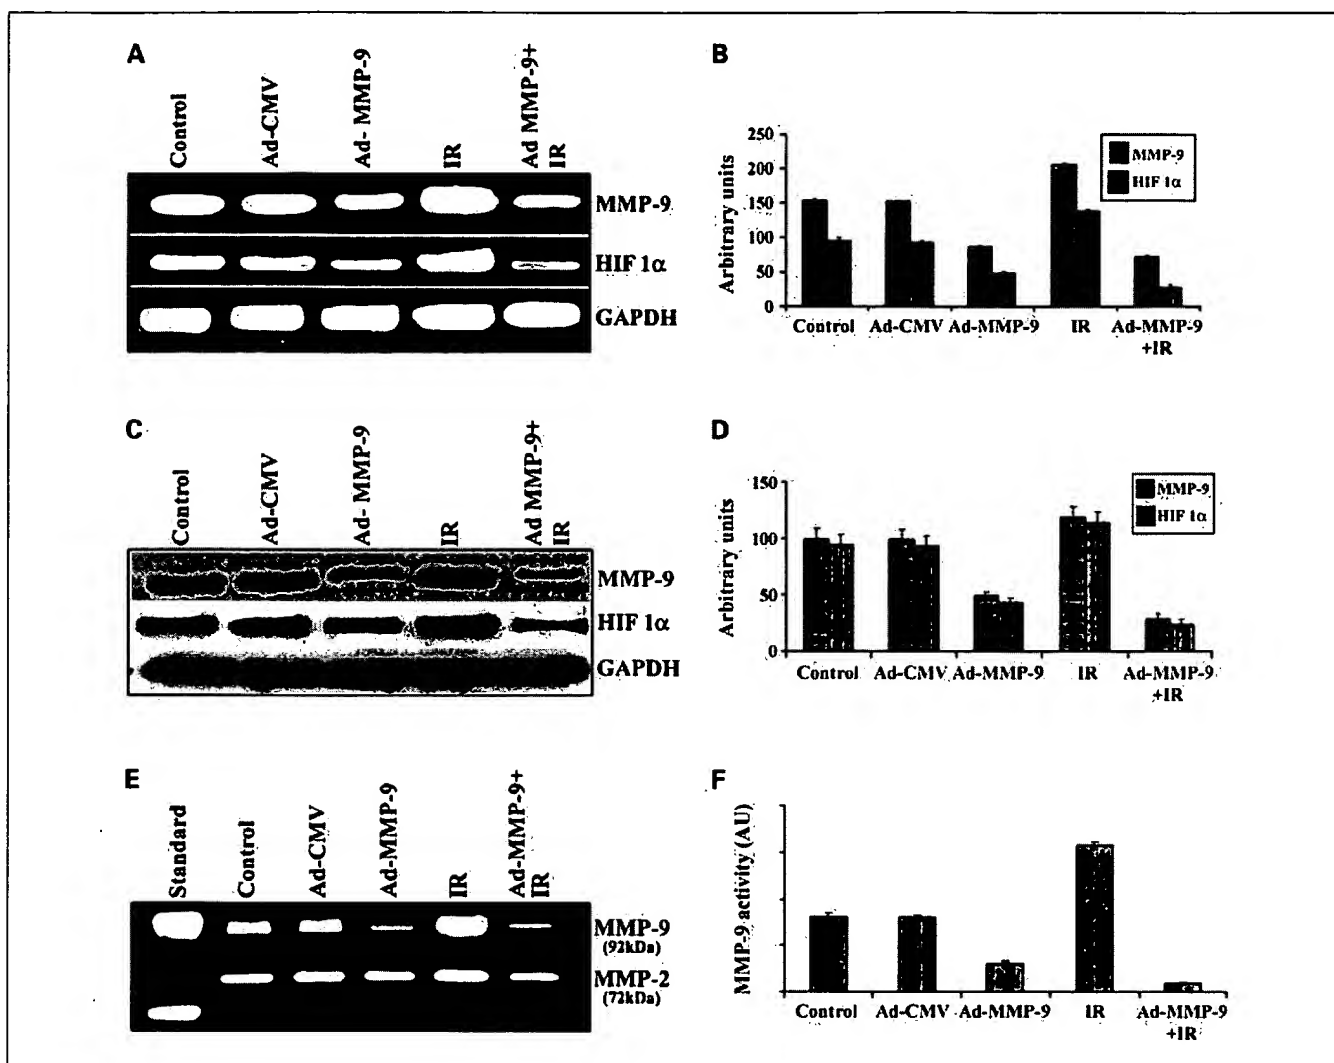 A
Control
Ad-CMV
Ad- MMP-9
IR
Ad MMP-9+
IR
MMP-9
HIF 1α
GAPDH
B
Arbitrary units
250
200
150
100
50
0
MMP-9
HIF 1α
Control
Ad-CMV
Ad-MMP-9
IR
Ad-MMP-9
+IR
C
Control
Ad-CMV
Ad- MMP-9
IR
Ad MMP-9+
IR
MMP-9
HIF 1α
GAPDH
D
Arbitrary units
150
100
50
0
MMP-9
HIF 1α
Control
Ad-CMV
Ad-MMP-9
IR
Ad-MMP-9
+IR
E
Standard
Control
Ad-CMV
Ad-MMP-9
IR
Ad-MMP-9+
IR
MMP-9
(92kDa)
MMP-2
(72kDa)
F
MMP-9 activity (AU)
Control
Ad-CMV
Ad-MMP-9
IR
Ad-MMP-9
+IR